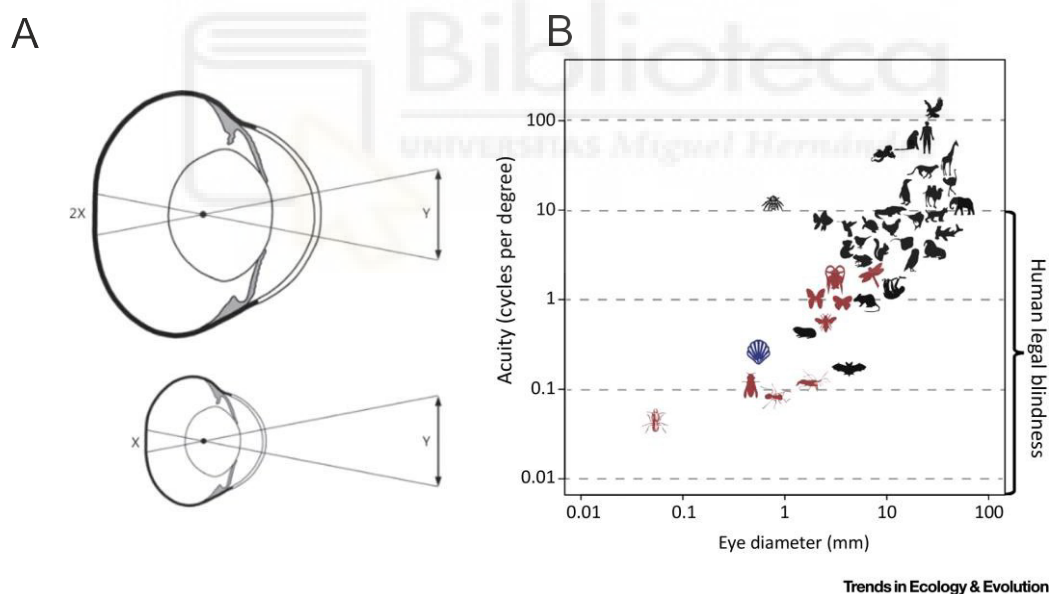 A
B
Biblioteca
UNIVERSITAS Miguel Hernández
2X
Y
X
Y
Acuity (cycles per degree)
100
10
1
0.1
0.01
0.01
0.1
1
10
100
Eye diameter (mm)
Human legal blindness
Trends in Ecology & Evolution